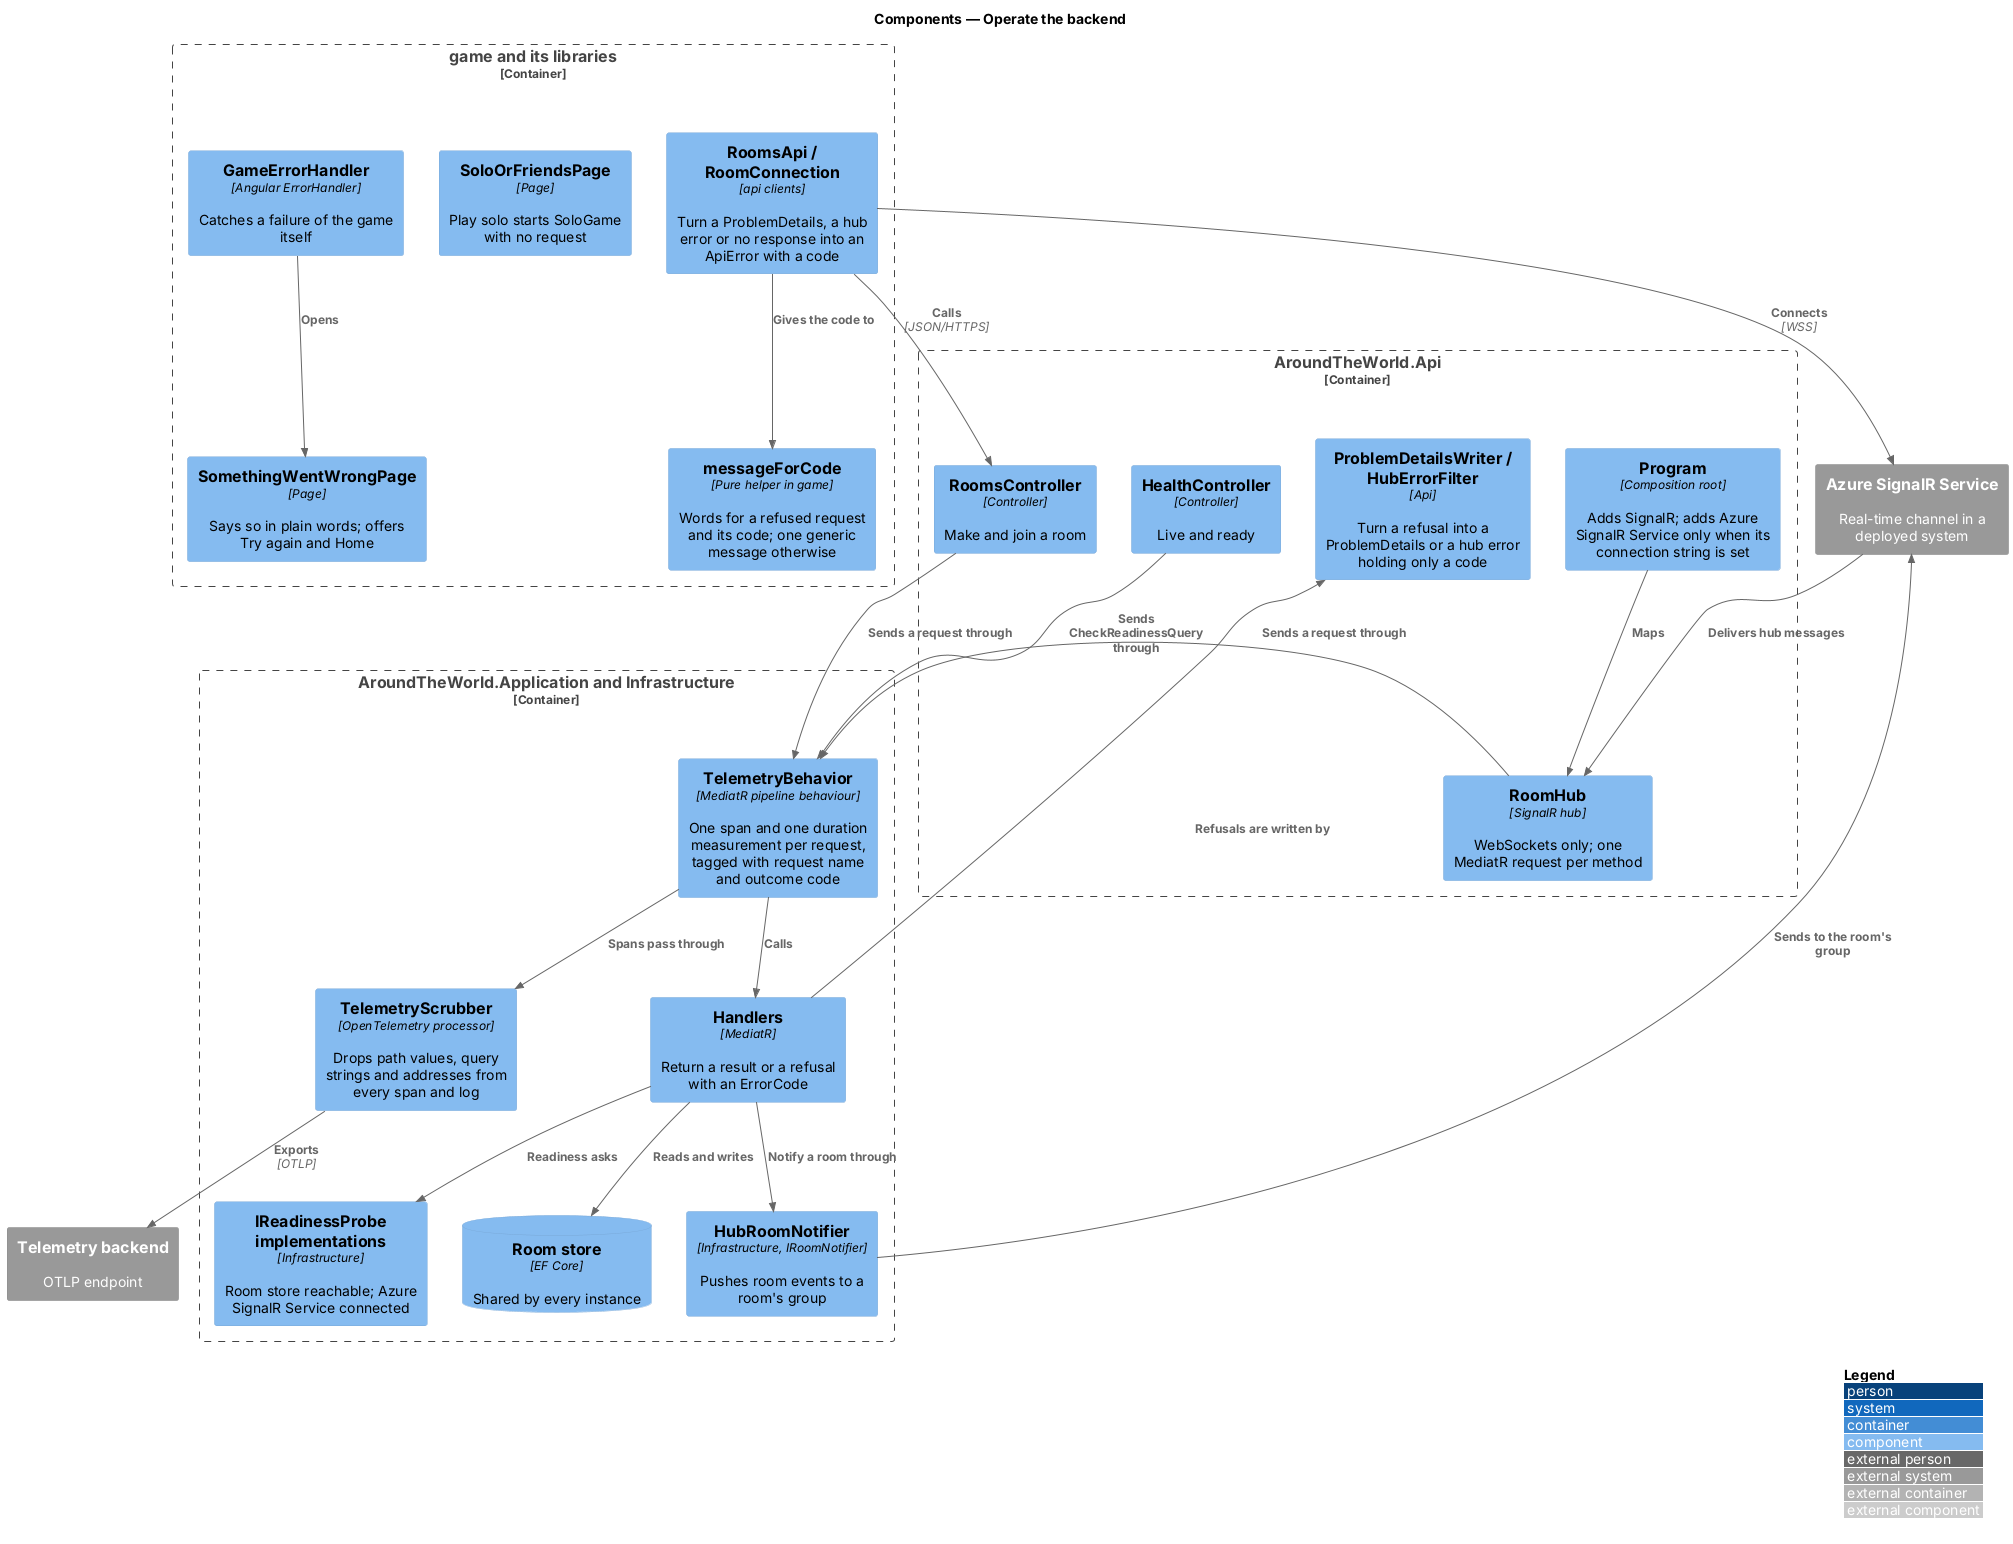 Components — Operate the backend
game and its libraries
[Container]
GameErrorHandler
[Angular ErrorHandler]
Catches a failure of the game
itself
SoloOrFriendsPage
[Page]
Play solo starts SoloGame
with no request
RoomsApi /
RoomConnection
[api clients]
Turn a ProblemDetails, a hub
error or no response into an
ApiError with a code
Opens
Gives the code to
Calls
[JSON/HTTPS]
Connects
[WSS]
SomethingWentWrongPage
[Page]
Says so in plain words; offers
Try again and Home
messageForCode
[Pure helper in game]
Words for a refused request
and its code; one generic
message otherwise
AroundTheWorld.Api
[Container]
RoomsController
[Controller]
Make and join a room
HealthController
[Controller]
Live and ready
ProblemDetailsWriter /
HubErrorFilter
[Api]
Turn a refusal into a
ProblemDetails or a hub error
holding only a code
Program
[Composition root]
Adds SignalR; adds Azure
SignalR Service only when its
connection string is set
Azure SignalR Service
Real-time channel in a
deployed system
Sends a request through
Sends
CheckReadinessQuery
through
Sends a request through
Maps
Delivers hub messages
AroundTheWorld.Application and Infrastructure
[Container]
TelemetryBehavior
[MediatR pipeline behaviour]
One span and one duration
measurement per request,
tagged with request name
and outcome code
Refusals are written by
RoomHub
[SignalR hub]
WebSockets only; one
MediatR request per method
Spans pass through
Calls
Sends to the room's
group
TelemetryScrubber
[OpenTelemetry processor]
Drops path values, query
strings and addresses from
every span and log
Handlers
[MediatR]
Return a result or a refusal
with an ErrorCode
Exports
[OTLP]
Readiness asks
Reads and writes
Notify a room through
Telemetry backend
OTLP endpoint
IReadinessProbe
implementations
[Infrastructure]
Room store reachable; Azure
SignalR Service connected
Room store
[EF Core]
Shared by every instance
HubRoomNotifier
[Infrastructure, IRoomNotifier]
Pushes room events to a
room's group
Legend
person
system
container
component
external person
external system
external container
external component